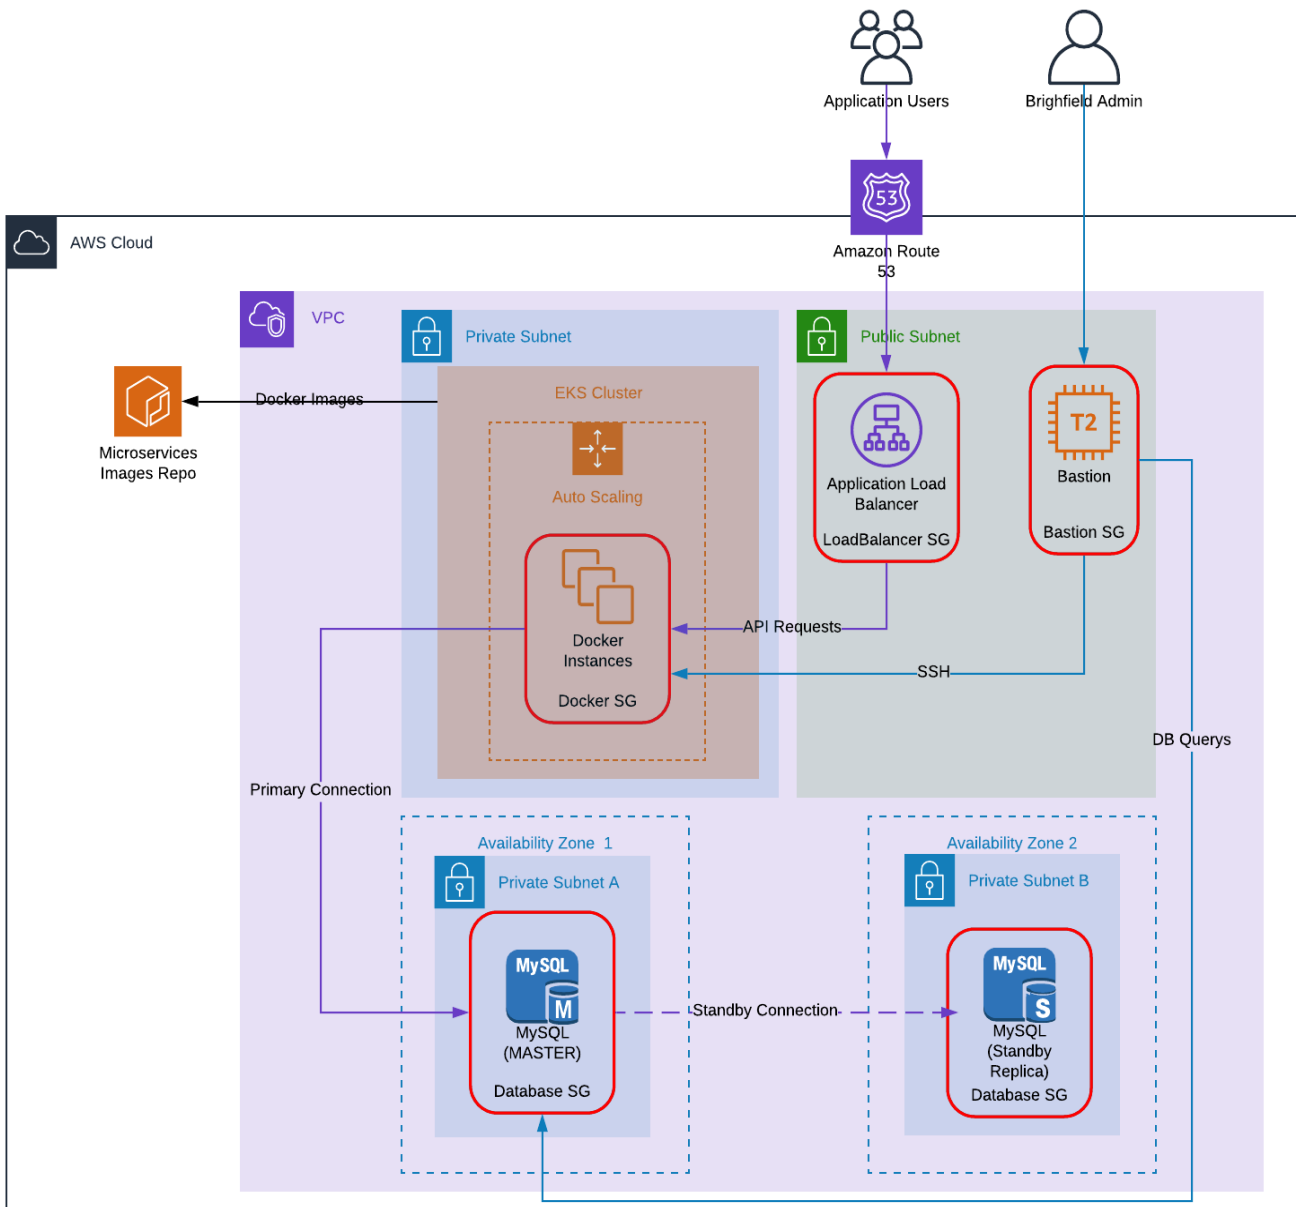 Application Users
Brighfield Admin
53
Amazon Route
53
AWS Cloud
VPC
Private Subnet
Public Subnet
EKS Cluster
Docker Images
T2
Microservices
Images Repo
Bastion
Application Load
Balancer
Auto Scaling
LoadBalancer SG
Bastion SG
API Requests
Docker
Instances
SSH
Docker SG
DB Querys
Primary Connection
Availability Zone 1
Availability Zone 2
Private Subnet A
Private Subnet B
MySQL
M
MySQL
(MASTER)
Database SG
Standby Connection
MySQL
S
MySQL
(Standby
Replica)
Database SG